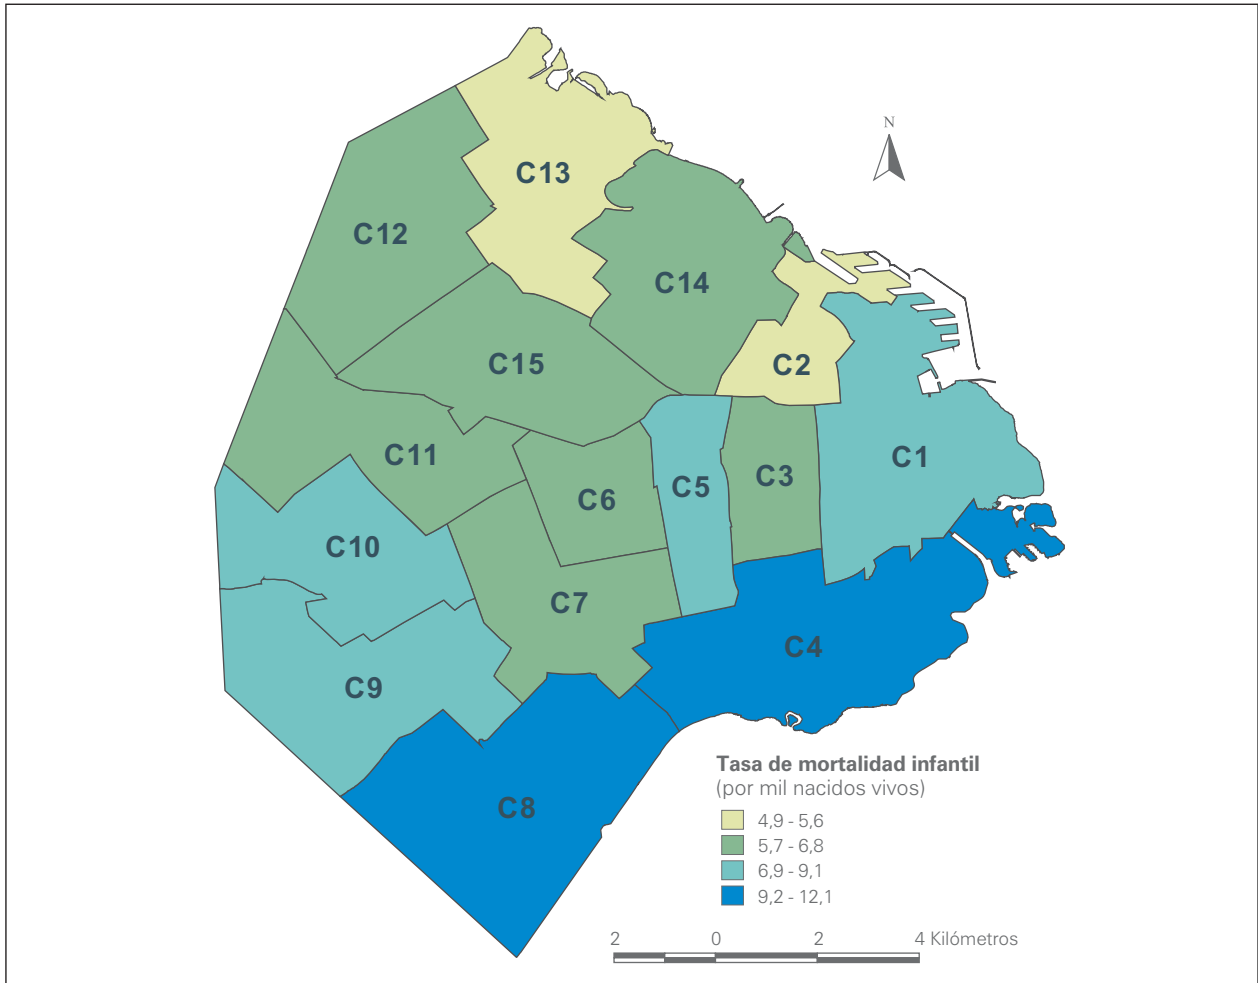 N
C13
C12
C14
C2
C15
C11
C1
C3
C5
C6
C10
C7
C4
C9
C8
Tasa de mortalidad infantil
(por mil nacidos vivos)
4,9 - 5,6
5,7 - 6,8
6,9 - 9,1
9,2 - 12,1
2 0 2 4 Kilómetros